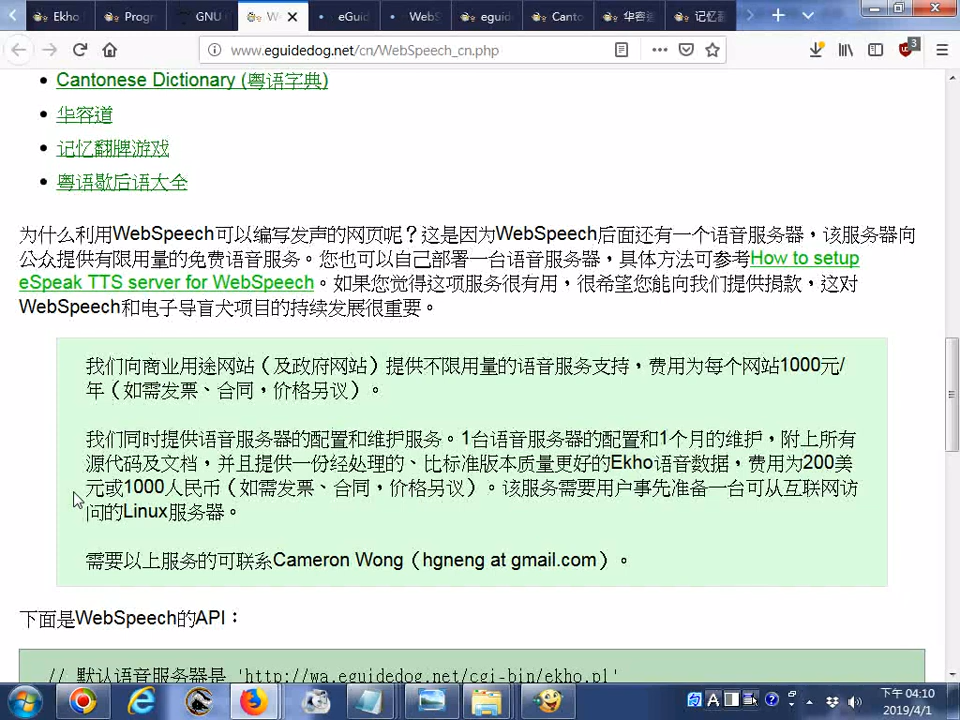 Ekho
Progr
GNU
W
eGui
WebS
eguid
Canto
华容道
记忆翻
www.eguidedog.net/cn/WebSpeech_cn.php
3
Cantonese Dictionary (粤语字典)
华容道
记忆翻牌游戏
粤语歇后语大全
为什么利用WebSpeech可以编写发声的网页呢？这是因为WebSpeech后面还有一个语音服务器，该服务器向
公众提供有限用量的免费语音服务。您也可以自己部署一台语音服务器，具体方法可参考How to setup
eSpeak TTS server for WebSpeech。如果您觉得这项服务很有用，很希望您能向我们提供捐款，这对
WebSpeech和电子导盲犬项目的持续发展很重要。
我们向商业用途网站（及政府网站）提供不限用量的语音服务支持，费用为每个网站1000元/
年（如需发票、合同，价格另议）。
我们同时提供语音服务器的配置和维护服务。1台语音服务器的配置和1个月的维护，附上所有
源代码及文档，并且提供一份经处理的、比标准版本质量更好的Ekho语音数据，费用为200美
元或1000人民币（如需发票、合同，价格另议）。该服务需要用户事先准备一台可从互联网访
问的Linux服务器。
需要以上服务的可联系Cameron Wong（hgneng at gmail.com）。
下面是WebSpeech的API：
// 默认语音服务器是 'http://wa.eguidedog.net/cgi-bin/ekho.pl'
A
下午 04:10
2019/4/1